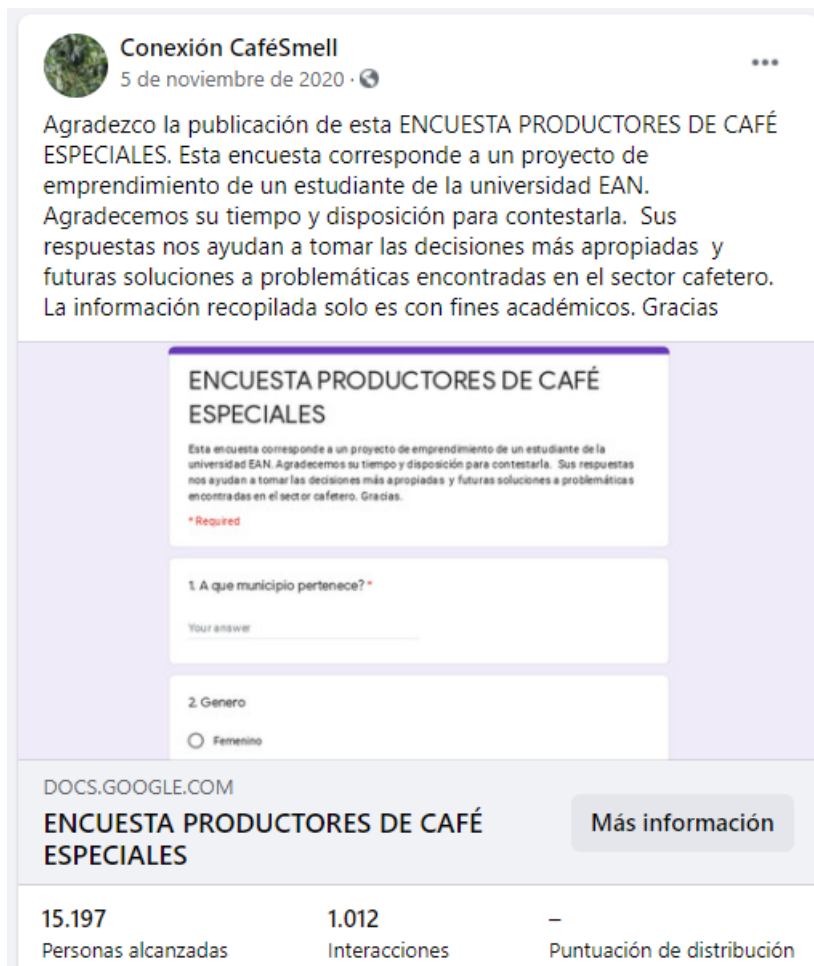 Conexión CaféSmell
5 de noviembre de 2020 ·
Agradezco la publicación de esta ENCUESTA PRODUCTORES DE CAFÉ
ESPECIALES. Esta encuesta corresponde a un proyecto de
emprendimiento de un estudiante de la universidad EAN.
Agradecemos su tiempo y disposición para contestarla. Sus
respuestas nos ayudan a tomar las decisiones más apropiadas y
futuras soluciones a problemáticas encontradas en el sector cafetero.
La información recopilada solo es con fines académicos. Gracias
ENCUESTA PRODUCTORES DE CAFÉ
ESPECIALES
Esta encuesta corresponde a un proyecto de emprendimiento de un estudiante de la
universidad EAN. Agradecemos su tiempo y disposición para contestarla. Sus respuestas
nos ayudan a tomar las decisiones más apropiadas y futuras soluciones a problemáticas
encontradas en el sector cafetero. Gracias.
* Required
1. A que municipio pertenece? *
Your answer
2. Genero
Femenino
DOCS.GOOGLE.COM
ENCUESTA PRODUCTORES DE CAFÉ
ESPECIALES
Más información
15.197 1.012 –
Personas alcanzadas Interacciones Puntuación de distribución